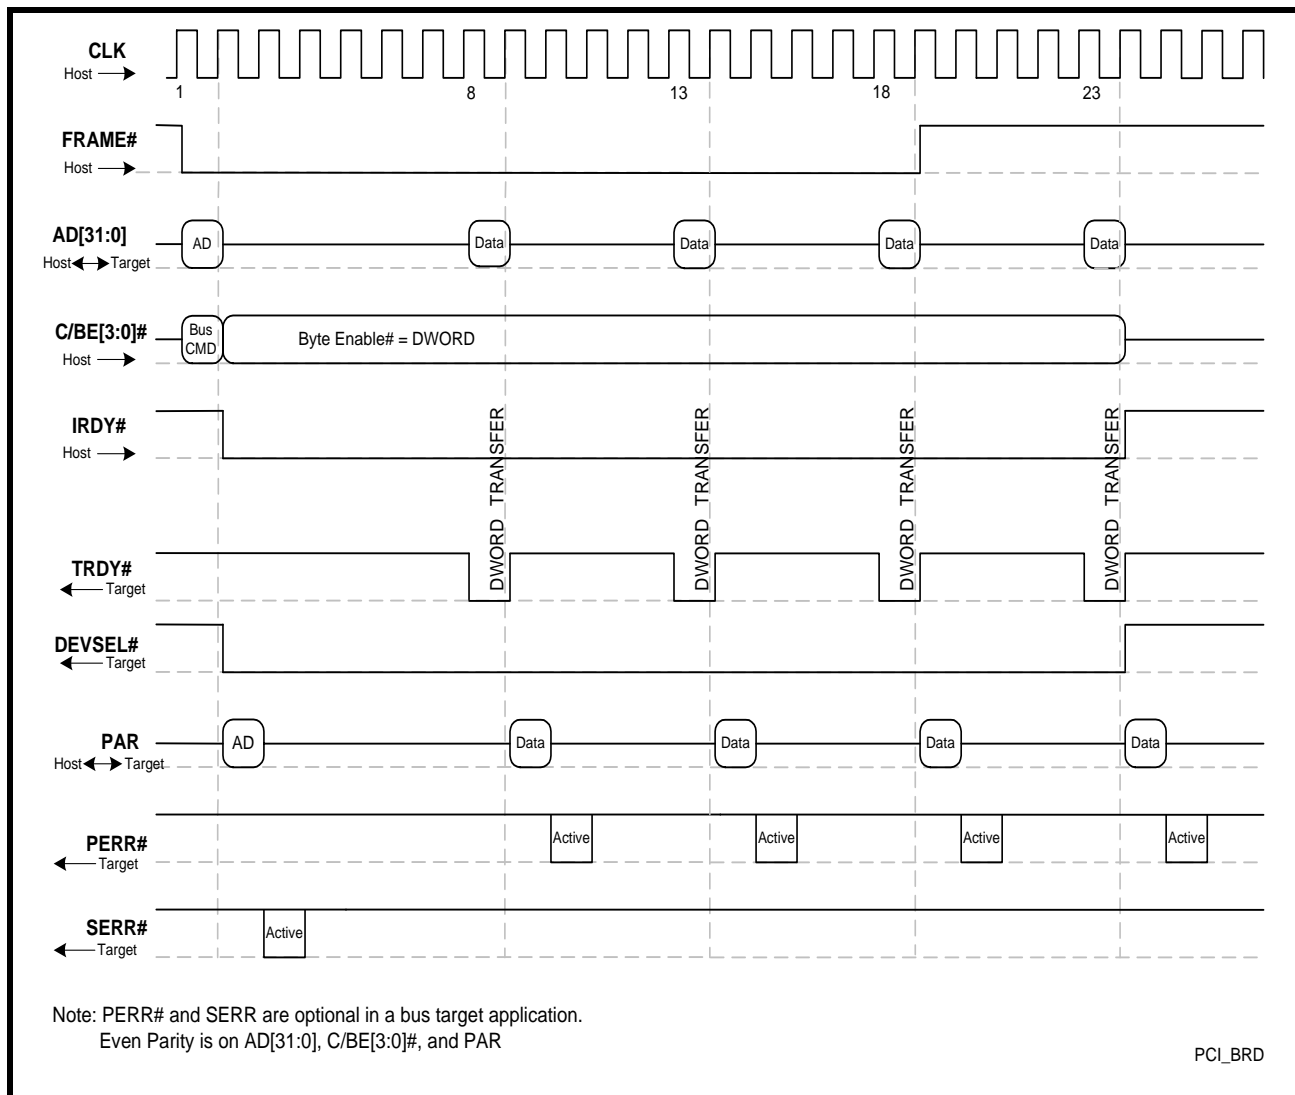 CLK
Host
1 8 13 18 23
FRAME#
Host
AD[31:0]
Host Target
AD Data Data Data Data
C/BE[3:0]#
Host
Bus
CMD
Byte Enable# = DWORD
IRDY#
Host
DWORD TRANSFER
DWORD TRANSFER
DWORD TRANSFER
DWORD TRANSFER
TRDY#
Target
DEVSEL#
Target
PAR
Host Target
AD Data Data Data Data
PERR#
Target
Active Active Active Active
SERR#
Target
Active
Note: PERR# and SERR are optional in a bus target application.
Even Parity is on AD[31:0], C/BE[3:0]#, and PAR
PCI_BRD